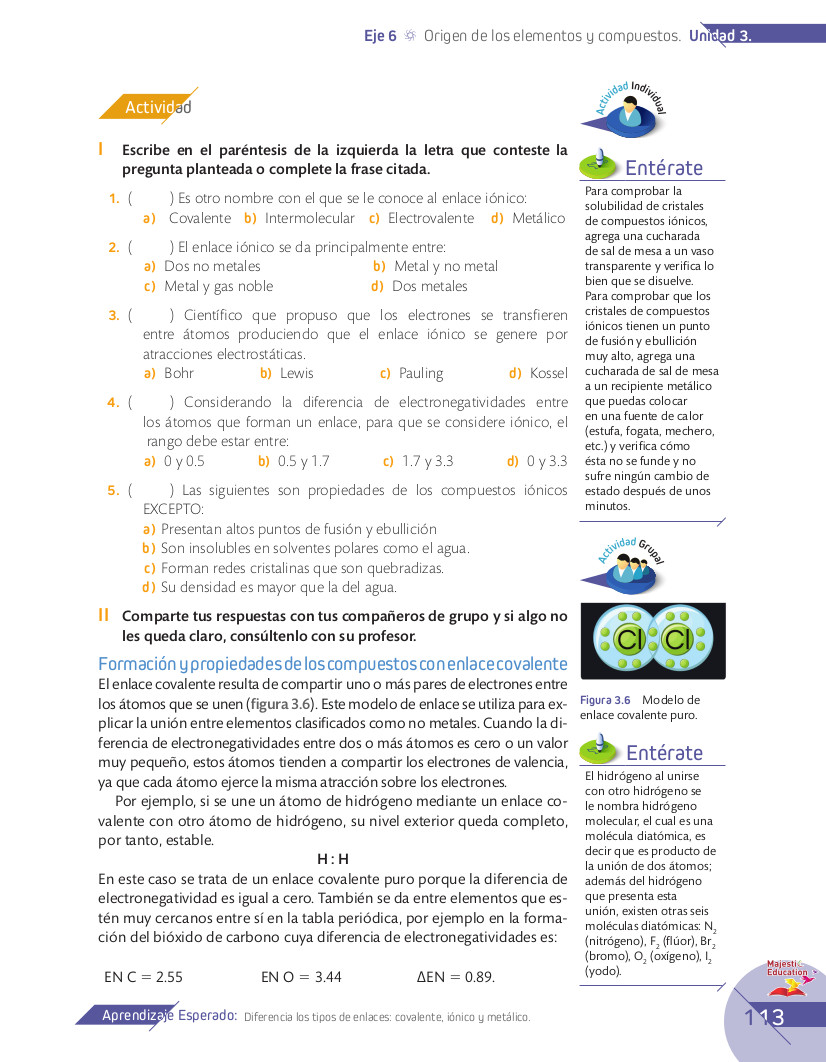 Eje 6 Origen de los elementos y compuestos. Unidad 3.
Actividad
I Escribe en el paréntesis de la izquierda la letra que conteste la
pregunta planteada o complete la frase citada.
1. ( ) Es otro nombre con el que se le conoce al enlace iónico:
a) Covalente b) Intermolecular c) Electrovalente d) Metálico
2. ( ) El enlace iónico se da principalmente entre:
a) Dos no metales b) Metal y no metal
c) Metal y gas noble d) Dos metales
3. ( ) Científico que propuso que los electrones se transfieren
entre átomos produciendo que el enlace iónico se genere por
atracciones electrostáticas.
a) Bohr b) Lewis c) Pauling d) Kossel
4. ( ) Considerando la diferencia de electronegatividades entre
los átomos que forman un enlace, para que se considere iónico, el
rango debe estar entre:
a) 0 y 0.5 b) 0.5 y 1.7 c) 1.7 y 3.3 d) 0 y 3.3
5. ( ) Las siguientes son propiedades de los compuestos iónicos
EXCEPTO:
a) Presentan altos puntos de fusión y ebullición
b) Son insolubles en solventes polares como el agua.
c) Forman redes cristalinas que son quebradizas.
d) Su densidad es mayor que la del agua.
II Comparte tus respuestas con tus compañeros de grupo y si algo no
les queda claro, consúltenlo con su profesor.
Formación y propiedades de los compuestos con enlace covalente
El enlace covalente resulta de compartir uno o más pares de electrones entre
los átomos que se unen (figura 3.6). Este modelo de enlace se utiliza para ex-
plicar la unión entre elementos clasificados como no metales. Cuando la di-
ferencia de electronegatividades entre dos o más átomos es cero o un valor
muy pequeño, estos átomos tienden a compartir los electrones de valencia,
ya que cada átomo ejerce la misma atracción sobre los electrones.
Por ejemplo, si se une un átomo de hidrógeno mediante un enlace co-
valente con otro átomo de hidrógeno, su nivel exterior queda completo,
por tanto, estable.
H : H
En este caso se trata de un enlace covalente puro porque la diferencia de
electronegatividad es igual a cero. También se da entre elementos que es-
tén muy cercanos entre sí en la tabla periódica, por ejemplo en la forma-
ción del bióxido de carbono cuya diferencia de electronegatividades es:
EN C = 2.55 EN O = 3.44 ΔEN = 0.89.
Actividad Individual
Entérate
Para comprobar la
solubilidad de cristales
de compuestos iónicos,
agrega una cucharada
de sal de mesa a un vaso
transparente y verifica lo
bien que se disuelve.
Para comprobar que los
cristales de compuestos
iónicos tienen un punto
de fusión y ebullición
muy alto, agrega una
cucharada de sal de mesa
a un recipiente metálico
que puedas colocar
en una fuente de calor
(estufa, fogata, mechero,
etc.) y verifica cómo
ésta no se funde y no
sufre ningún cambio de
estado después de unos
minutos.
Actividad Grupal
Cl Cl
Figura 3.6 Modelo de
enlace covalente puro.
Entérate
El hidrógeno al unirse
con otro hidrógeno se
le nombra hidrógeno
molecular, el cual es una
molécula diatómica, es
decir que es producto de
la unión de dos átomos;
además del hidrógeno
que presenta esta
unión, existen otras seis
moléculas diatómicas: N₂
(nitrógeno), F₂ (flúor), Br₂
(bromo), O₂ (oxígeno), I₂
(yodo).
Majestic
Education
Aprendizaje Esperado: Diferencia los tipos de enlaces: covalente, iónico y metálico.
113